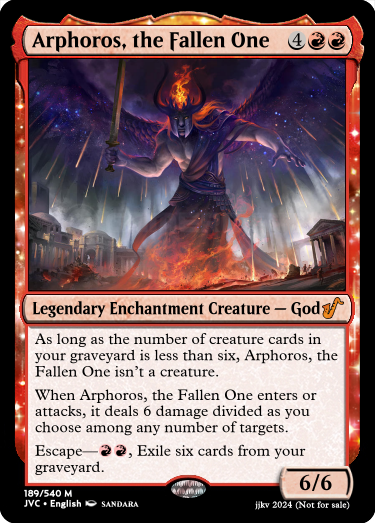 Arphoros, the Fallen One 4
Legendary Enchantment Creature — God
As long as the number of creature cards in
your graveyard is less than six, Arphoros, the
Fallen One isn't a creature.
When Arphoros, the Fallen One enters or
attacks, it deals 6 damage divided as you
choose among any number of targets.
Escape—, Exile six cards from your
graveyard.
6/6
189/540 M
JVC • English SANDARA
jjkv 2024 (Not for sale)